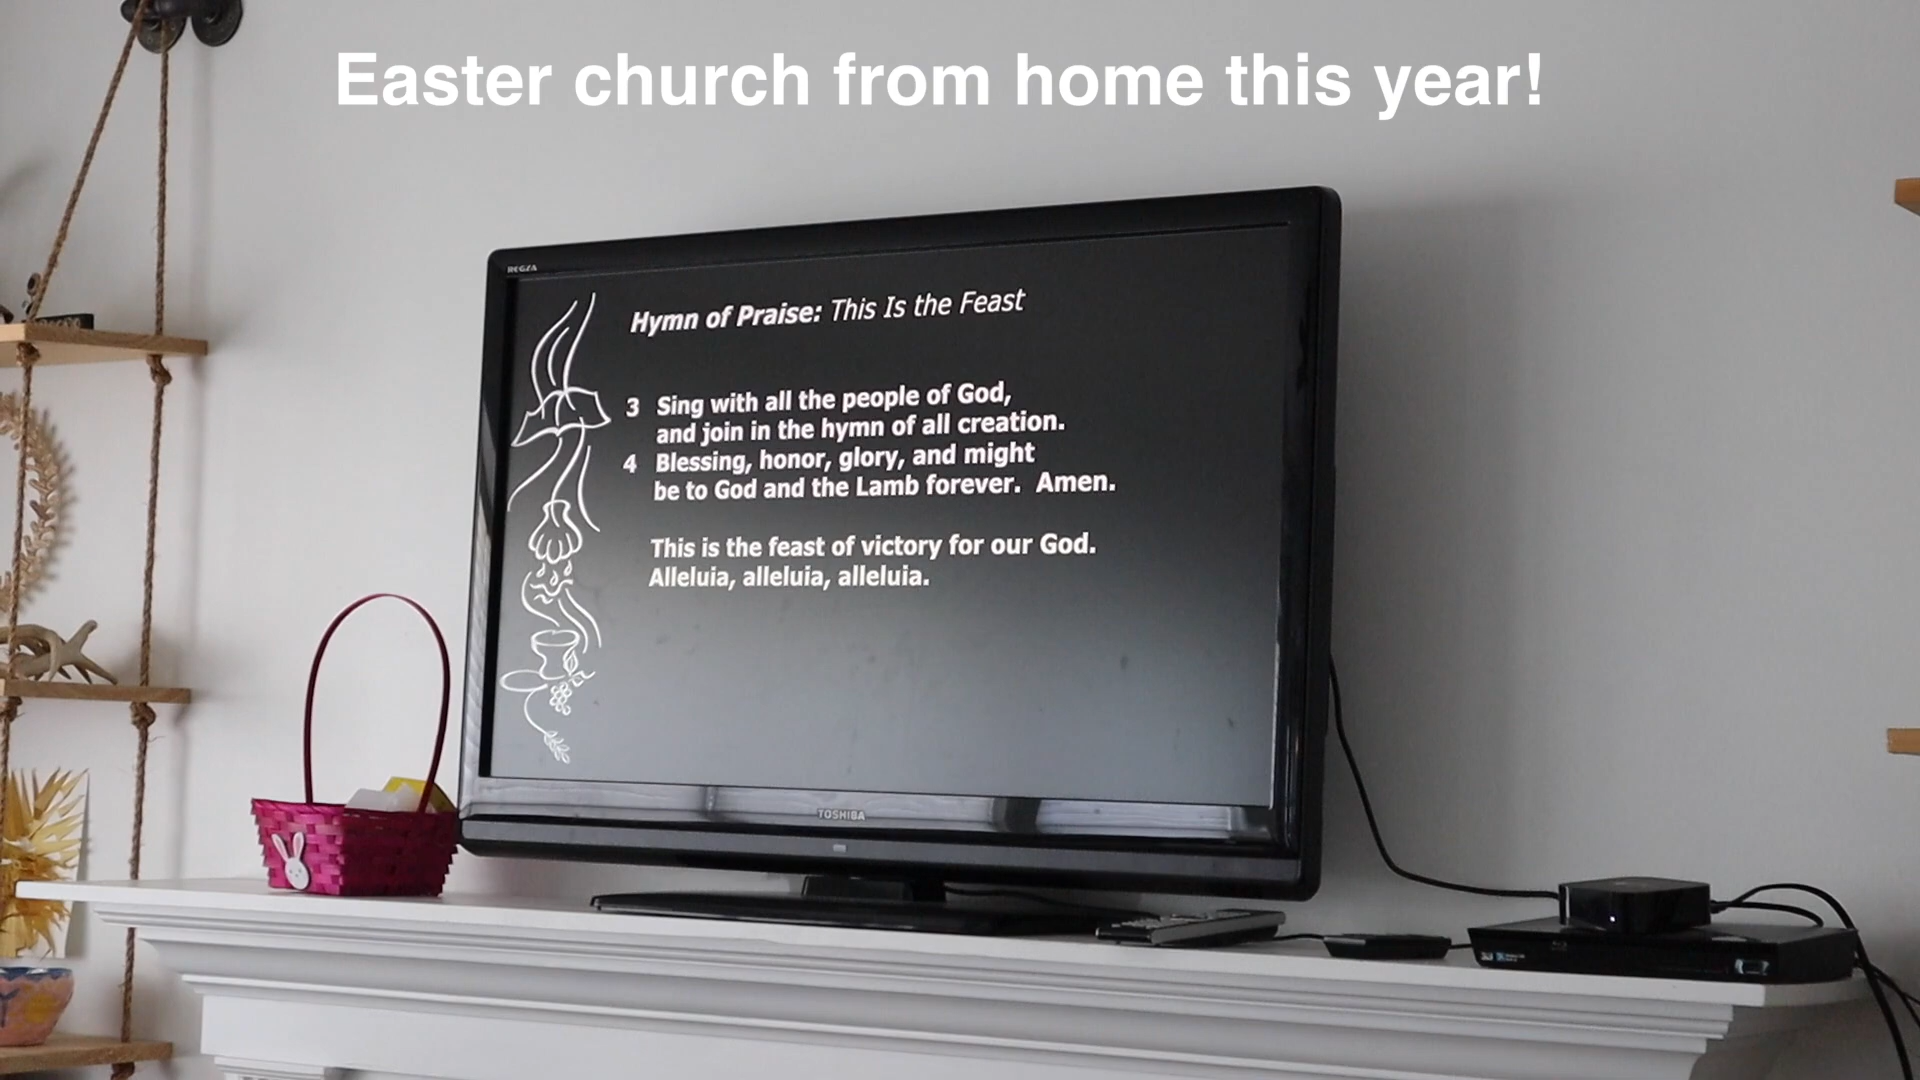 Easter church from home this year!
REGZA
Hymn of Praise: This Is the Feast
3 Sing with all the people of God,
and join in the hymn of all creation.
4 Blessing, honor, glory, and might
be to God and the Lamb forever. Amen.
This is the feast of victory for our God.
Alleluia, alleluia, alleluia.
TOSHIBA